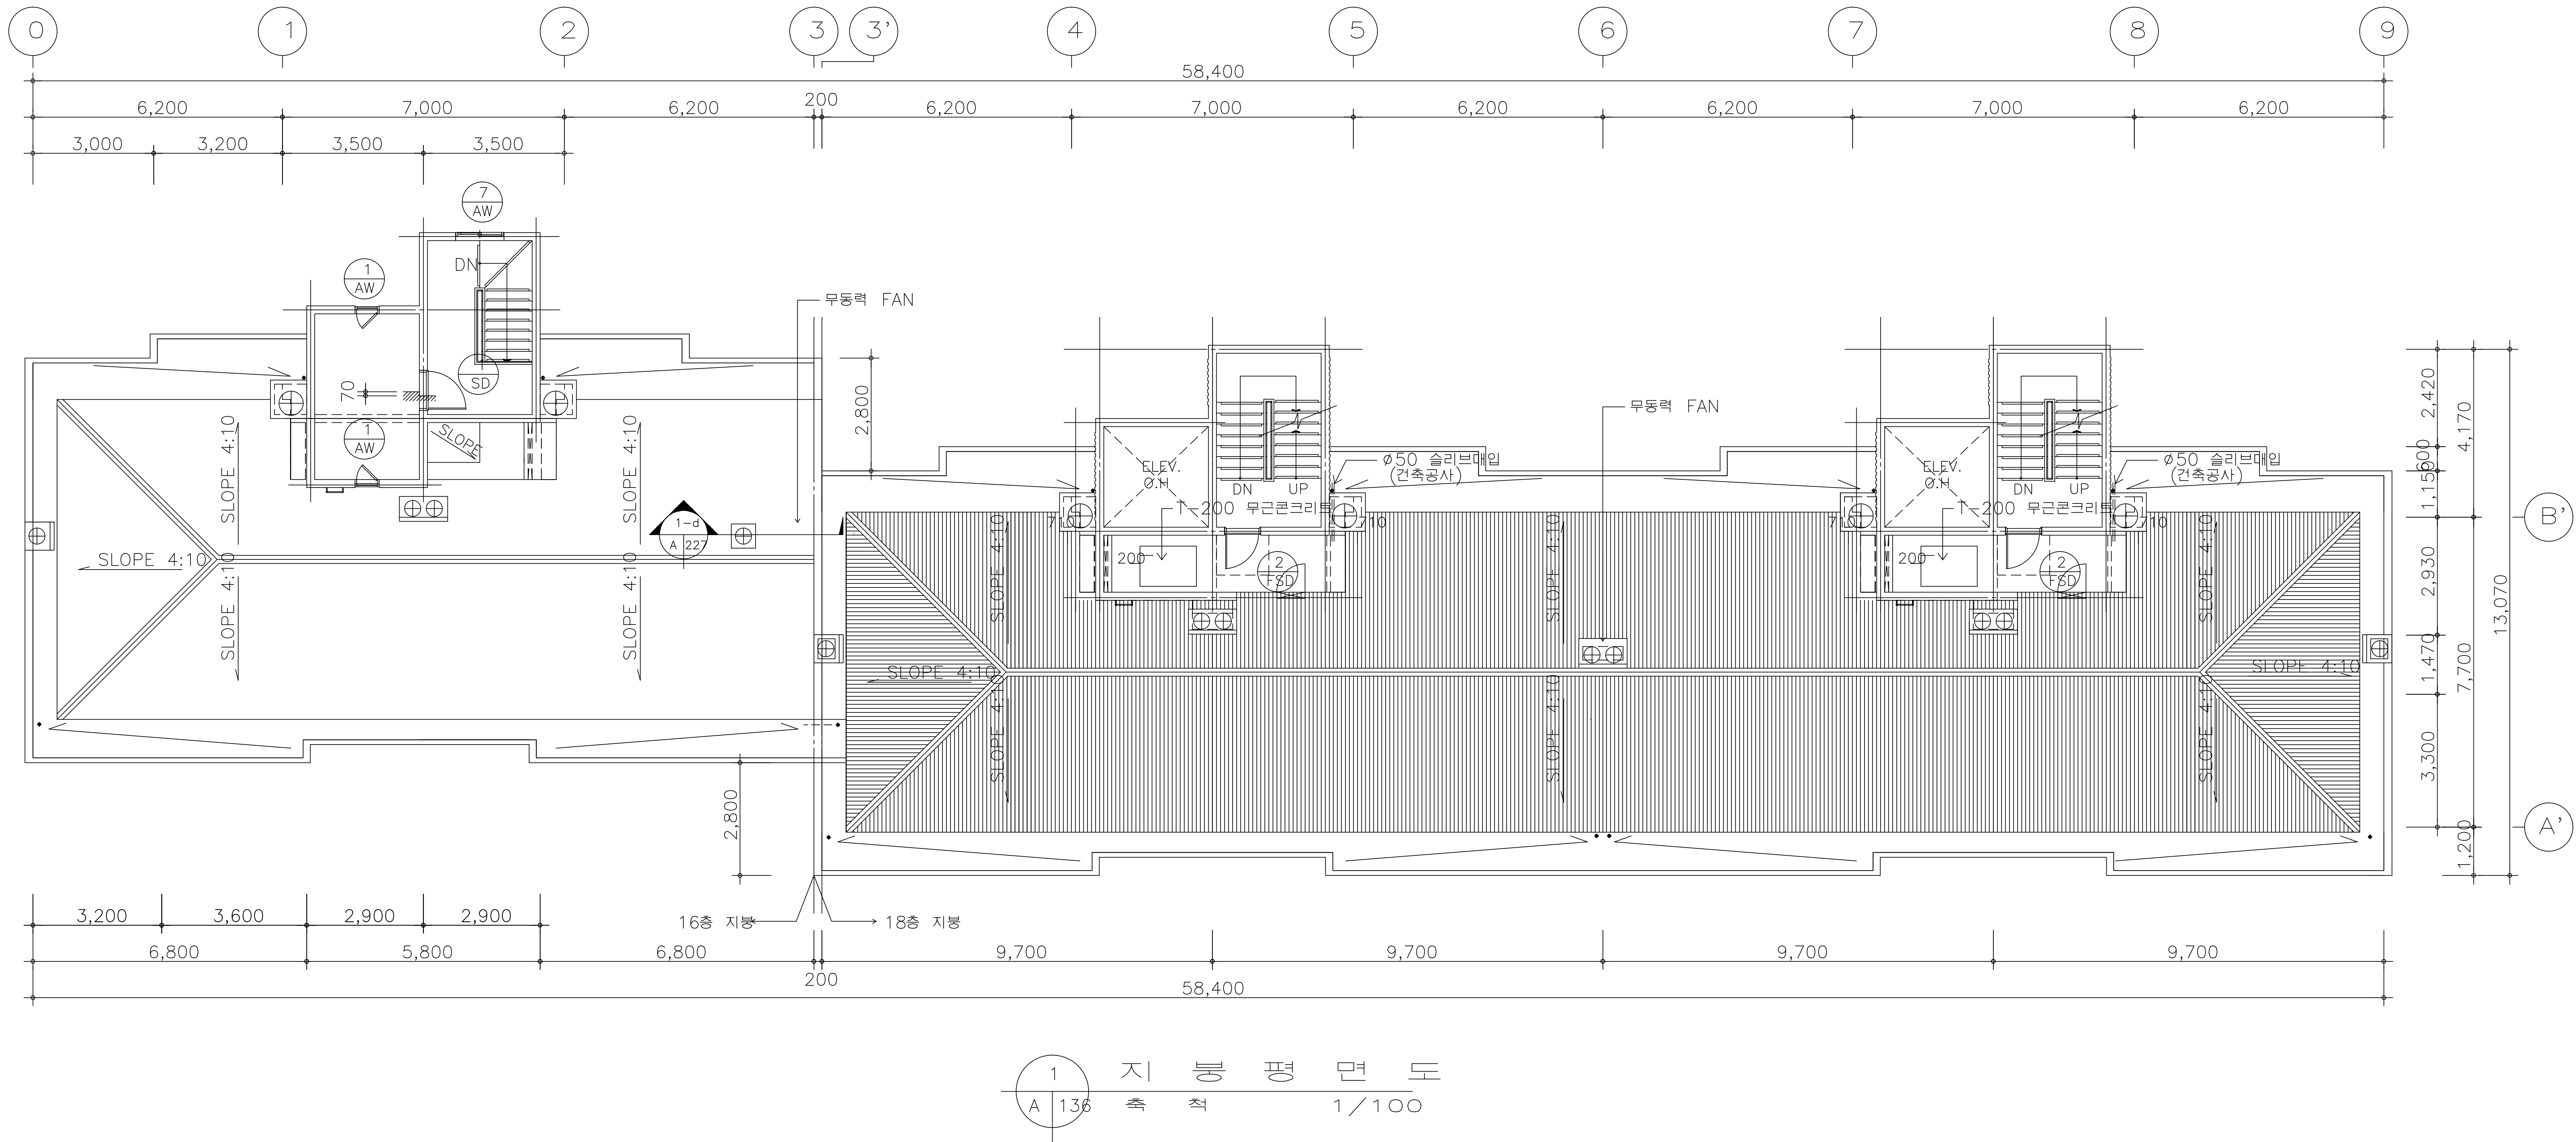 0 1 2 3 3' 4 5 6 7 8 9
58,400
6,200 7,000 6,200 200 6,200 7,000 6,200 6,200 7,000 6,200
3,000 3,200 3,500 3,500
7
AW
DN
1
AW
무동력 FAN
SD
70
2,800
무동력 FAN
1
AW
SLOPE
SLOPE 4:10
SLOPE 4:10
ELEV.
O.H
DN UP
ø50 슬리브매입
(건축공사)
ELEV.
O.H
DN UP
ø50 슬리브매입
(건축공사)
T-200 무근콘크리트
T-200 무근콘크리트
710
710
710
710
1-d
A 227
B'
SLOPE 4:10
SLOPE 4:10
SLOPE 4:10
SLOPE 4:10
SLOPE 4:10
SLOPE 4:10
200
2
FSD
200
2
FSD
SLOPE 4:10
SLOPE 4:10
SLOPE 4:10
SLOPE 4:10
SLOPE 4:10
SLOPE 4:10
2,420
600
1,150
2,930
1,470
3,300
4,170
7,700
1,200
13,070
A'
2,800
16층 지붕
18층 지붕
3,200 3,600 2,900 2,900
6,800 5,800 6,800 9,700 9,700 9,700 9,700
200
58,400
1
A 136
지 붕 평 면 도
축 척 1/100